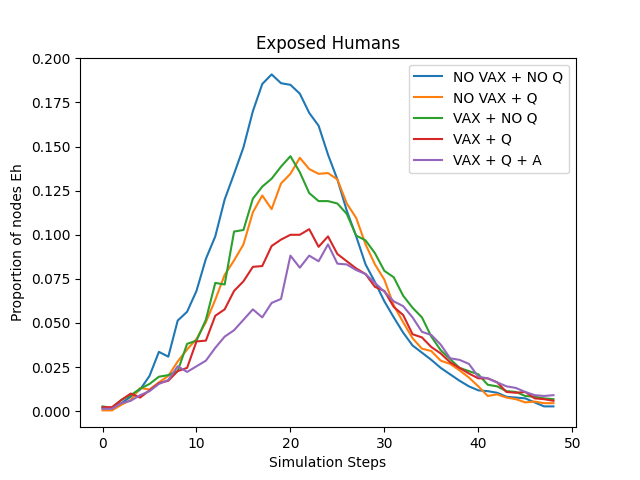 Exposed Humans
Proportion of nodes Eh
0.200
0.175
0.150
0.125
0.100
0.075
0.050
0.025
0.000
NO VAX + NO Q
NO VAX + Q
VAX + NO Q
VAX + Q
VAX + Q + A
0 10 20 30 40 50
Simulation Steps